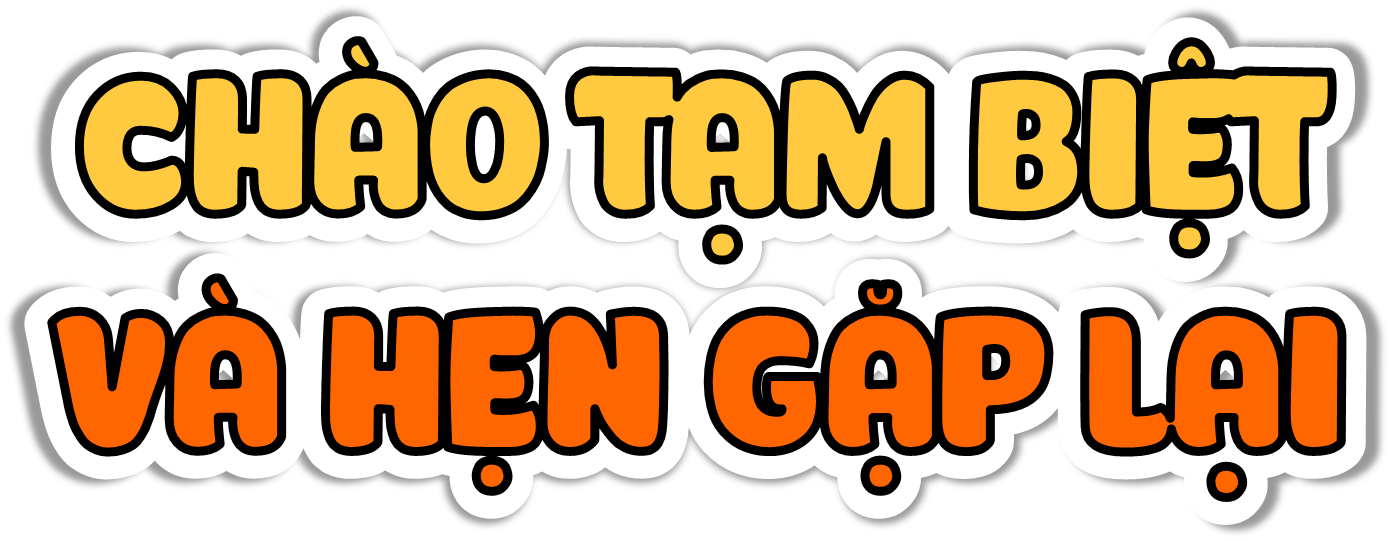 CHÀO TẠM BIỆT
VÀ HẸN GẶP LẠI